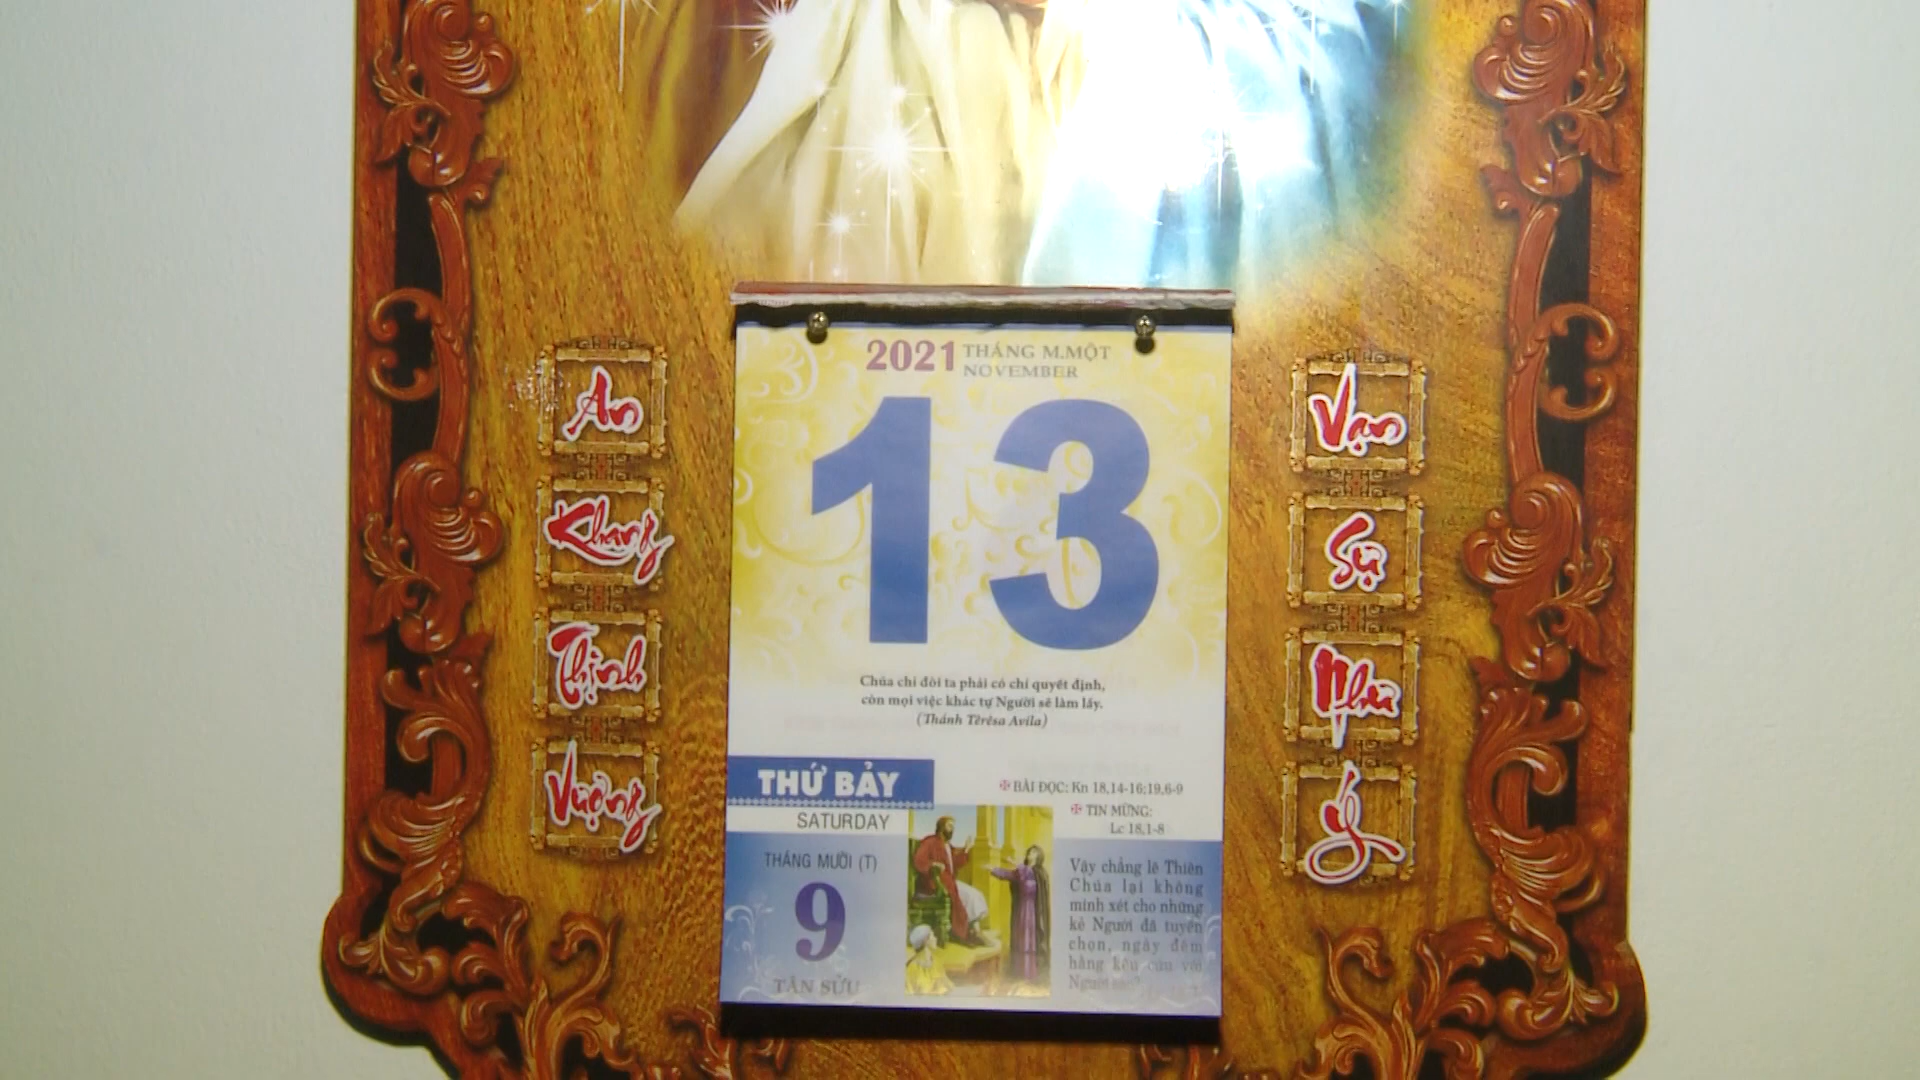 An
Khang
Thịnh
Vượng
2021 THÁNG M.MỘT
NOVEMBER
13
Chúa chỉ đòi ta phải có chí quyết định,
còn mọi việc khác tự Người sẽ làm lấy.
(Thánh Têrêsa Avila)
THỨ BẢY
SATURDAY
THÁNG MƯỜI (T)
9
TÂN SỬU
BÀI ĐỌC: Kn 18,14-16;19,6-9
TIN MỪNG:
Lc 18,1-8
Vậy chẳng lẽ Thiên
Chúa lại không
minh xét cho những
kẻ Người đã tuyển
chọn, ngày đêm
hằng kêu cứu với
Người sao?
Vạn
Sự
Như
Ý